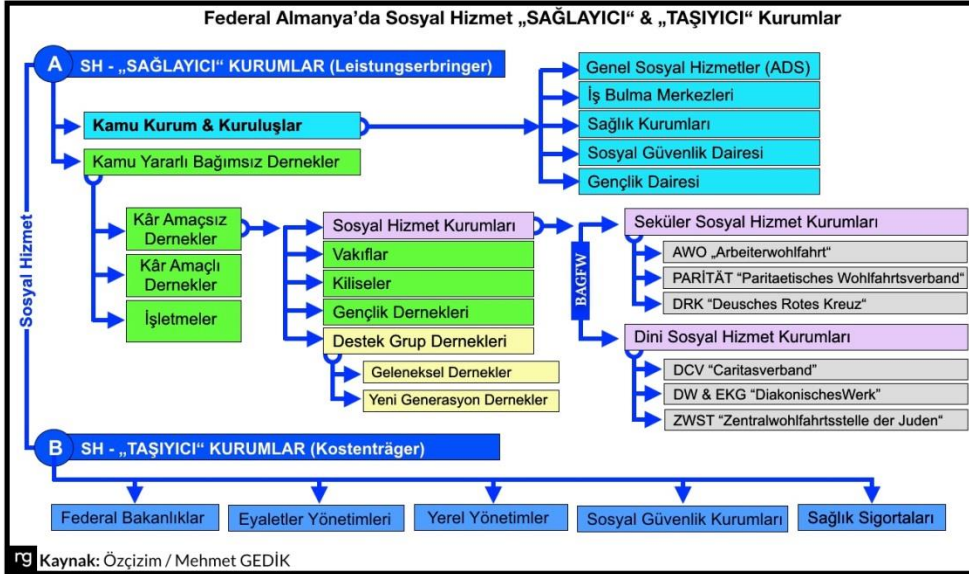 Federal Almanya’da Sosyal Hizmet „SAĞLAYICI“ & „TAŞIYICI“ Kurumlar
A SH - „SAĞLAYICI“ KURUMLAR (Leistungserbringer)
Kamu Kurum & Kuruluşlar
Genel Sosyal Hizmetler (ADS)
İş Bulma Merkezleri
Sağlık Kurumları
Sosyal Güvenlik Dairesi
Gençlik Dairesi
Kamu Yararlı Bağımsız Dernekler
Kâr Amaçsız
Dernekler
Kâr Amaçlı
Dernekler
İşletmeler
Sosyal Hizmet Kurumları
Vakıflar
Kiliseler
Gençlik Dernekleri
Destek Grup Dernekleri
Geleneksel Dernekler
Yeni Generasyon Dernekler
BAGFW
Seküler Sosyal Hizmet Kurumları
AWO „Arbeiterwohlfahrt“
PARİTÄT “Paritaetisches Wohlfahrtsverband“
DRK “Deusches Rotes Kreuz“
Dini Sosyal Hizmet Kurumları
DCV “Caritasverband”
DW & EKG “DiakonischesWerk”
ZWST “Zentralwohlfahrtsstelle der Juden“
Sosyal Hizmet
B SH - „TAŞIYICI“ KURUMLAR (Kostenträger)
Federal Bakanlıklar
Eyaletler Yönetimleri
Yerel Yönetimler
Sosyal Güvenlik Kurumları
Sağlık Sigortaları
rg Kaynak: Özçizim / Mehmet GEDİK